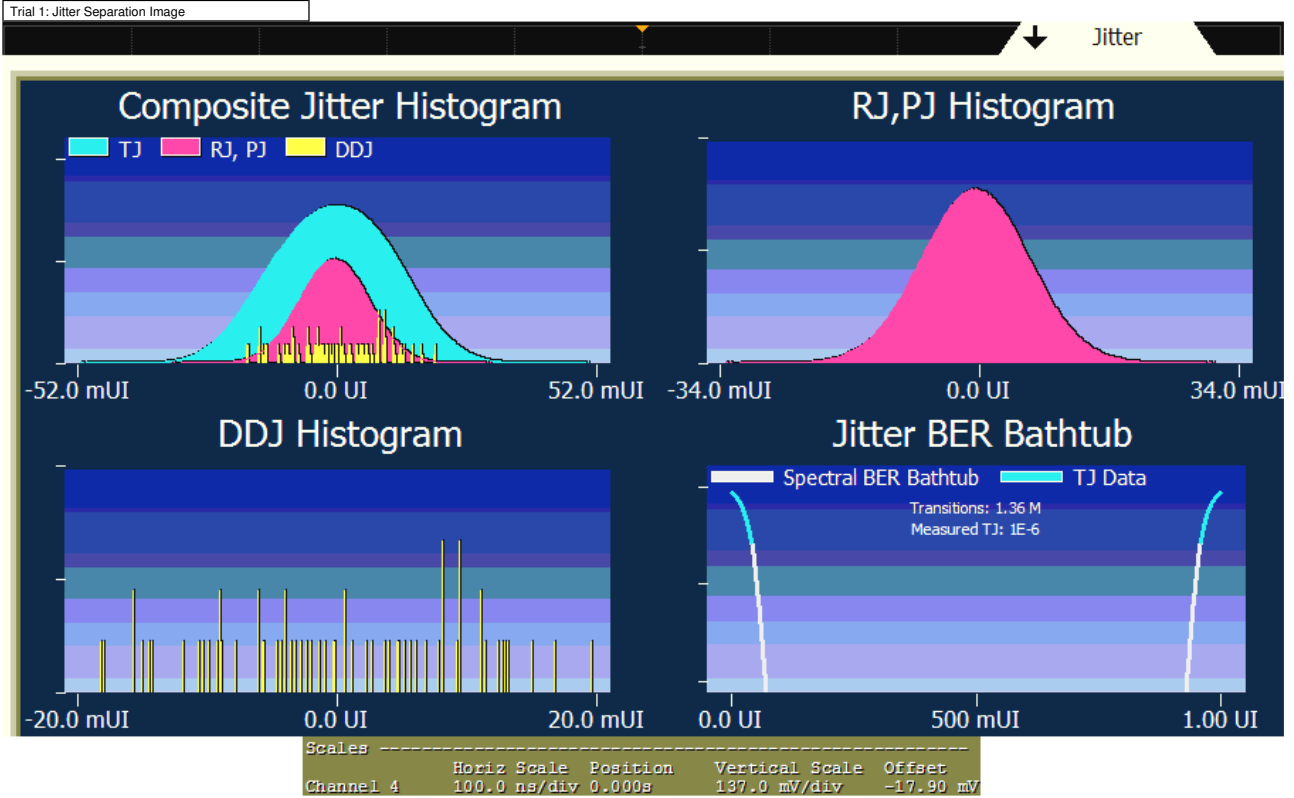 Trial 1: Jitter Separation Image
Jitter
Composite Jitter Histogram
TJ RJ, PJ DDJ
-52.0 mUI 0.0 UI 52.0 mUI
RJ,PJ Histogram
-34.0 mUI 0.0 UI 34.0 mUI
DDJ Histogram
-20.0 mUI 0.0 UI 20.0 mUI
Jitter BER Bathtub
Spectral BER Bathtub TJ Data
Transitions: 1.36 M
Measured TJ: 1E-6
0.0 UI 500 mUI 1.00 UI
Scales
Horiz Scale Position Vertical Scale Offset
Channel 4 100.0 ns/div 0.000s 137.0 mV/div -17.90 mV